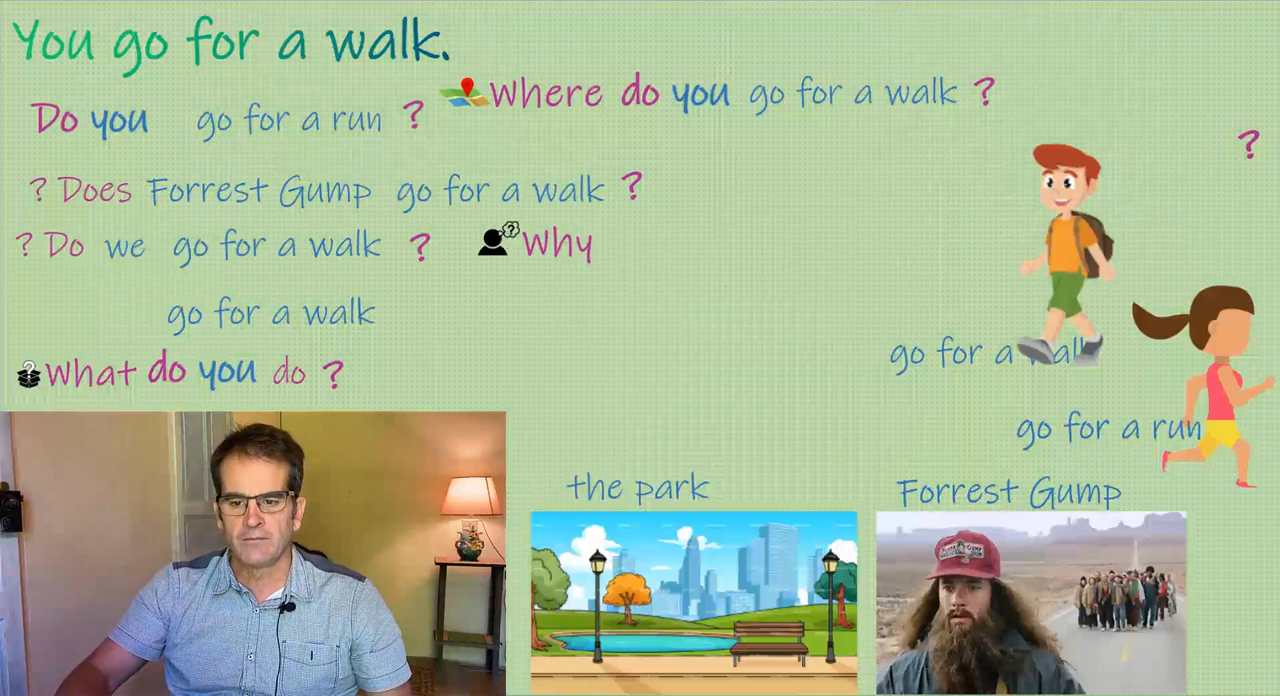 You go for a walk.
Where do you go for a walk ?
Do you go for a run ?
?
? Does Forrest Gump go for a walk ?
? Do we go for a walk ?
? Why
go for a walk
go for a walk
? What do you do ?
go for a run
the park
Forrest Gump